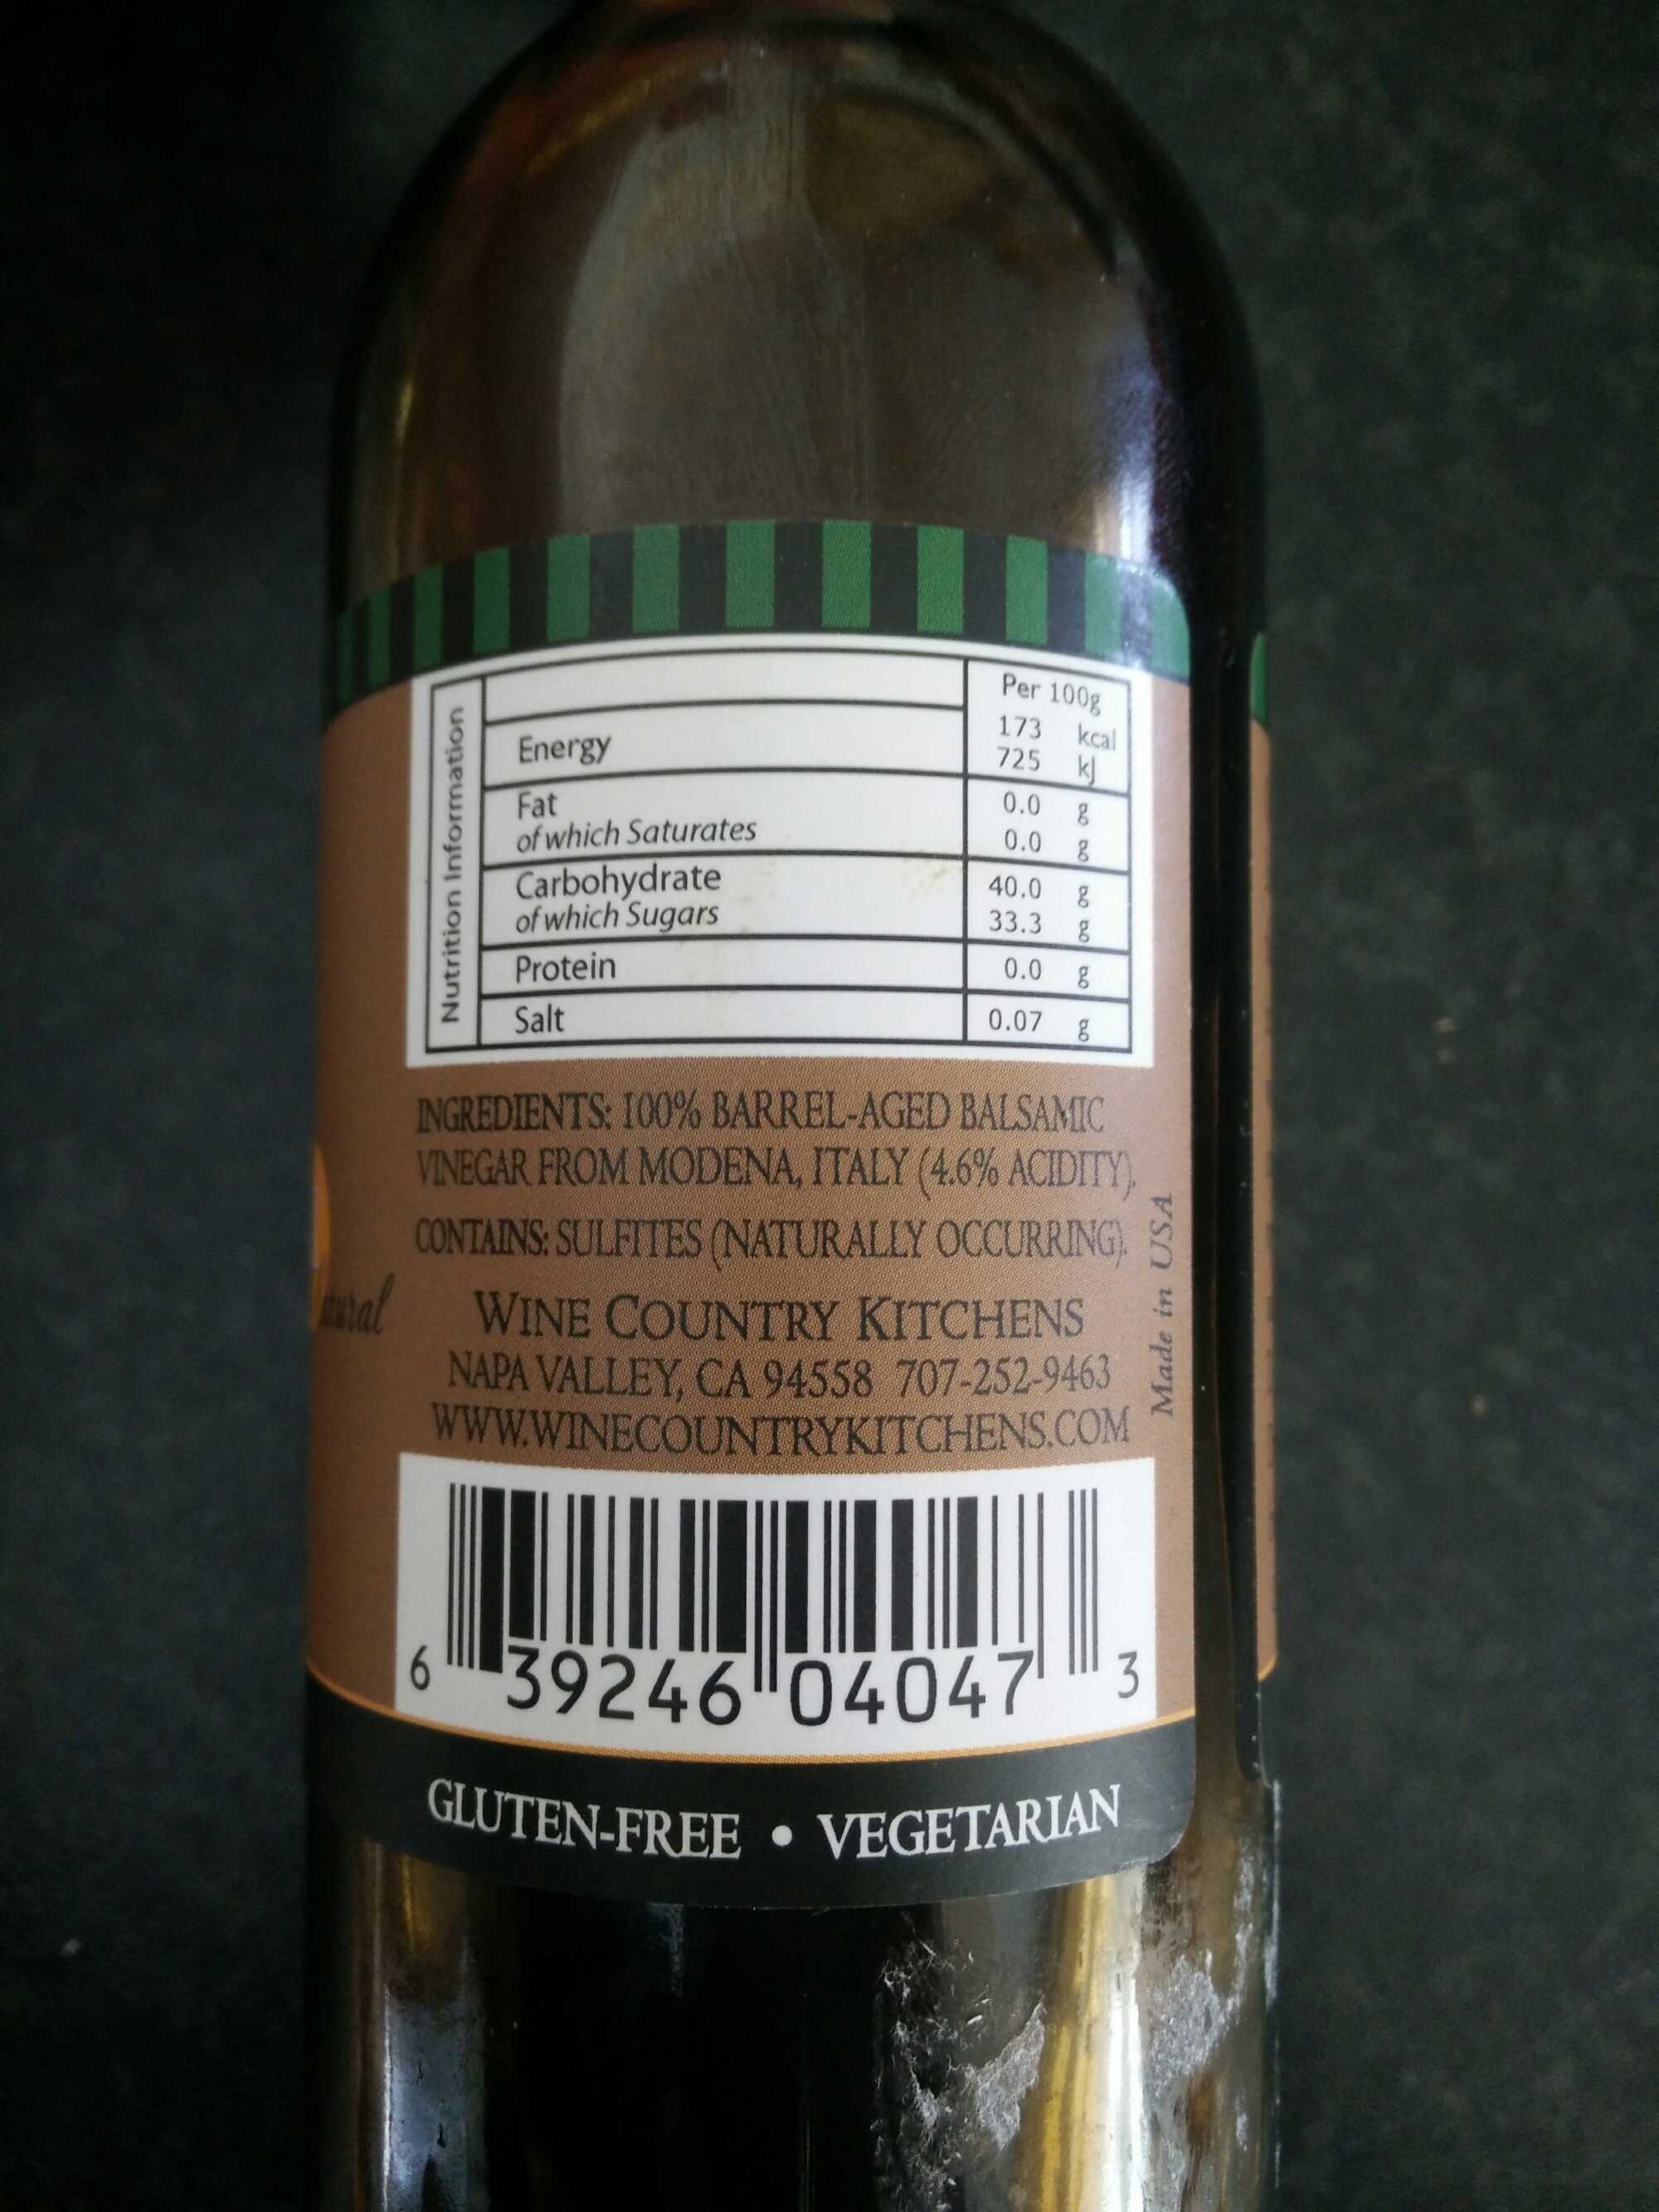 Nutrition Information
Per 100g
Energy 173 kcal
725 kJ
Fat 0.0 g
of which Saturates 0.0 g
Carbohydrate 40.0 g
of which Sugars 33.3 g
Protein 0.0 g
Salt 0.07 g
INGREDIENTS: 100% BARREL-AGED BALSAMIC
VINEGAR FROM MODENA, ITALY (4.6% ACIDITY).
CONTAINS: SULFITES (NATURALLY OCCURRING).
WINE COUNTRY KITCHENS
NAPA VALLEY, CA 94558 707-252-9463
WWW.WINECOUNTRYKITCHENS.COM
Made in USA
6 39246 04047 3
GLUTEN-FREE • VEGETARIAN